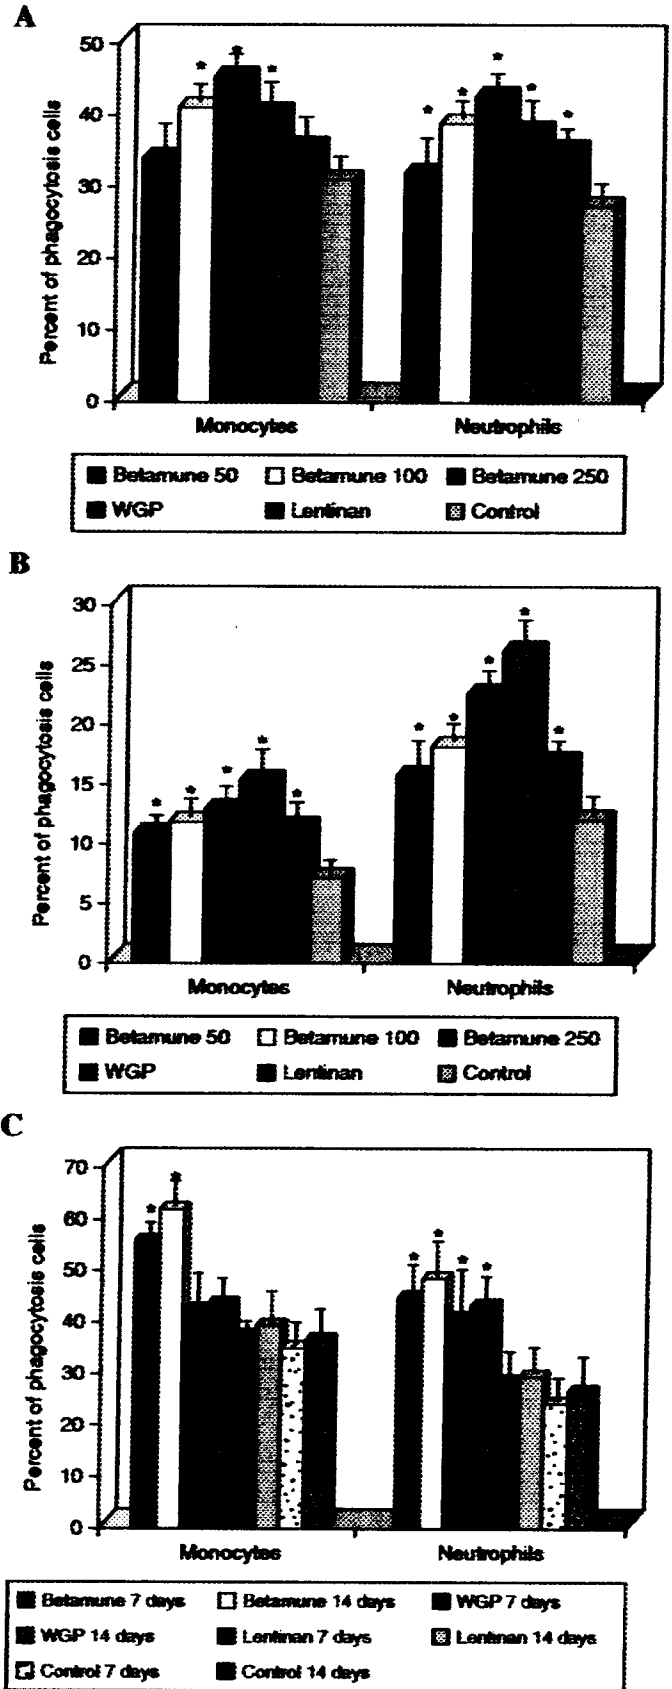 A
Percent of phagocytosis cells
50
40
30
20
10
0
* * * * * * * *
Monocytes Neutrophils
Betamune 50 Betamune 100 Betamune 250
WGP Lentinan Control
B
Percent of phagocytosis cells
30
25
20
15
10
5
0
* * * * * * * * * *
Monocytes Neutrophils
Betamune 50 Betamune 100 Betamune 250
WGP Lentinan Control
C
Percent of phagocytosis cells
70
60
50
40
30
20
10
0
* * * * * *
Monocytes Neutrophils
Betamune 7 days Betamune 14 days WGP 7 days
WGP 14 days Lentinan 7 days Lentinan 14 days
Control 7 days Control 14 days